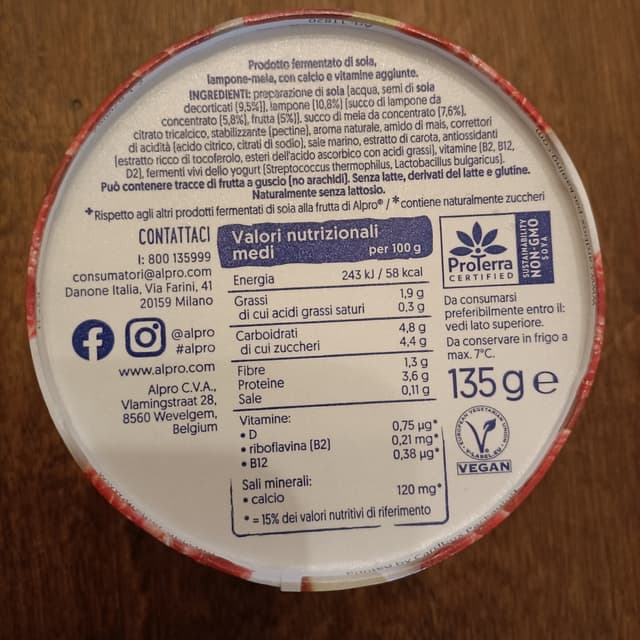 Prodotto fermentato di soia,
lampone-mela, con calcio e vitamine aggiunte.
INGREDIENTI: preparazione di soia [acqua, semi di soia
decorticati (9,5%)], lampone (10,8%) [succo di lampone da
concentrato (5,8%), frutta (5%)], succo di mela da concentrato (7,6%),
citrato tricalcico, stabilizzante (pectine), aroma naturale, amido di mais, correttori
di acidità (acido citrico, citrati di sodio), sale marino, estratto di carota, antiossidanti
(estratto ricco di tocoferolo, esteri dell'acido ascorbico con acidi grassi), vitamine (B2, B12,
D2), fermenti vivi dello yogurt (Streptococcus thermophilus, Lactobacillus bulgaricus).
Può contenere tracce di frutta a guscio (no arachidi). Senza latte, derivati del latte e glutine.
Naturalmente senza lattosio.
*Rispetto agli altri prodotti fermentati di soia alla frutta di Alpro® / *contiene naturalmente zuccheri
CONTATTACI
I: 800 135999
consumatori@alpro.com
Danone Italia, Via Farini, 41
20159 Milano
@alpro
#alpro
www.alpro.com
Alpro C.V.A.,
Vlamingstraat 28,
8560 Wevelgem,
Belgium
Valori nutrizionali
medi per 100 g
Energia 243 kJ / 58 kcal
Grassi 1,9 g
di cui acidi grassi saturi 0,3 g
Carboidrati 4,8 g
di cui zuccheri 4,4 g
Fibre 1,3 g
Proteine 3,6 g
Sale 0,11 g
Vitamine:
• D 0,75 µg*
• riboflavina (B2) 0,21 mg*
• B12 0,38 µg*
Sali minerali:
• calcio 120 mg*
* = 15% dei valori nutritivi di riferimento
ProTerra
CERTIFIED
SUSTAINABILITY
NON-GMO
SOYA
Da consumarsi
preferibilmente entro il:
vedi lato superiore.
Da conservare in frigo a
max. 7°C.
135 g e
EUROPEAN VEGETARIAN UNION
V-LABEL.EU
VEGAN